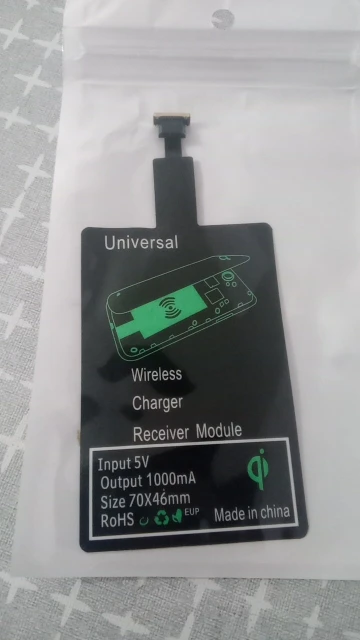 Universal
Wireless
Charger
Receiver Module
Input 5V
Output 1000mA
Size 70X46mm
RoHS EUP
Made in china